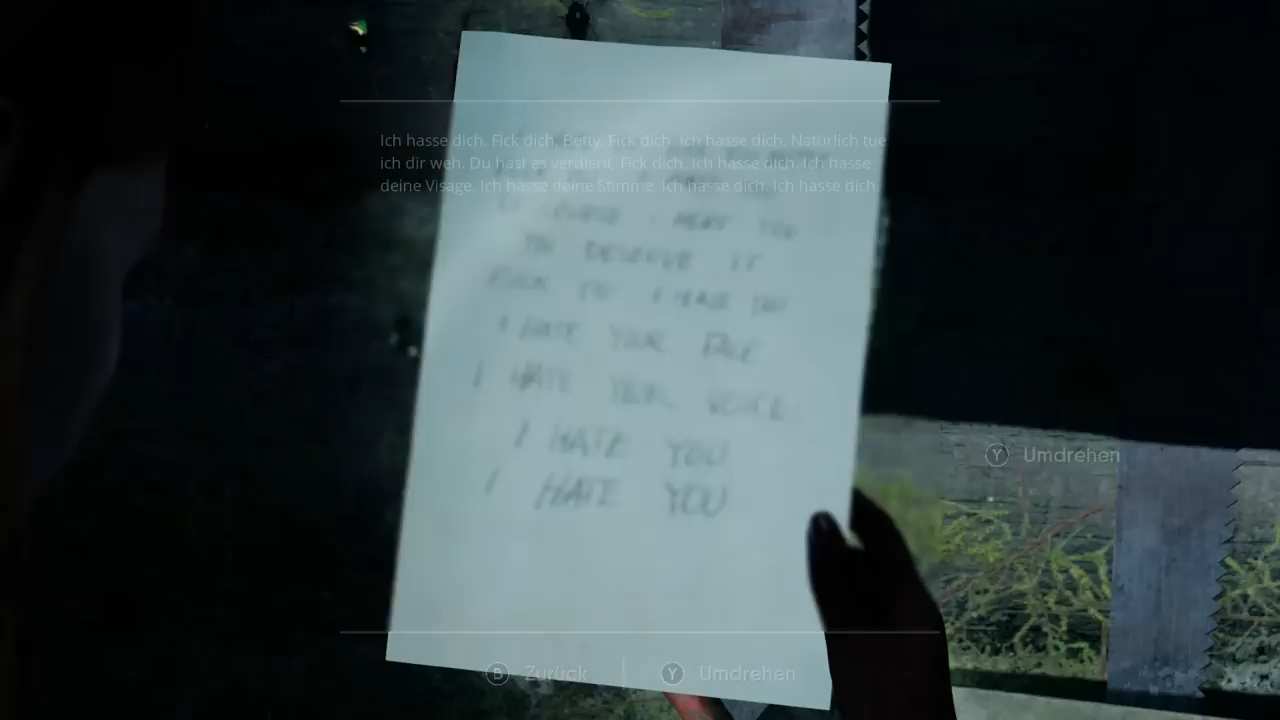 Ich hasse dich. Fick dich, Betty. Fick dich. Ich hasse dich. Natürlich tue
ich dir weh. Du hast es verdient. Fick dich. Ich hasse dich. Ich hasse
deine Visage. Ich hasse deine Stimme. Ich hasse dich. Ich hasse dich.
OF COURSE I HURT YOU
YOU DESERVE IT
FUCK YOU I HATE YOU
I HATE YOUR FACE
I HATE YOUR VOICE
I HATE YOU
I HATE YOU
Y Umdrehen
B Zurück Y Umdrehen